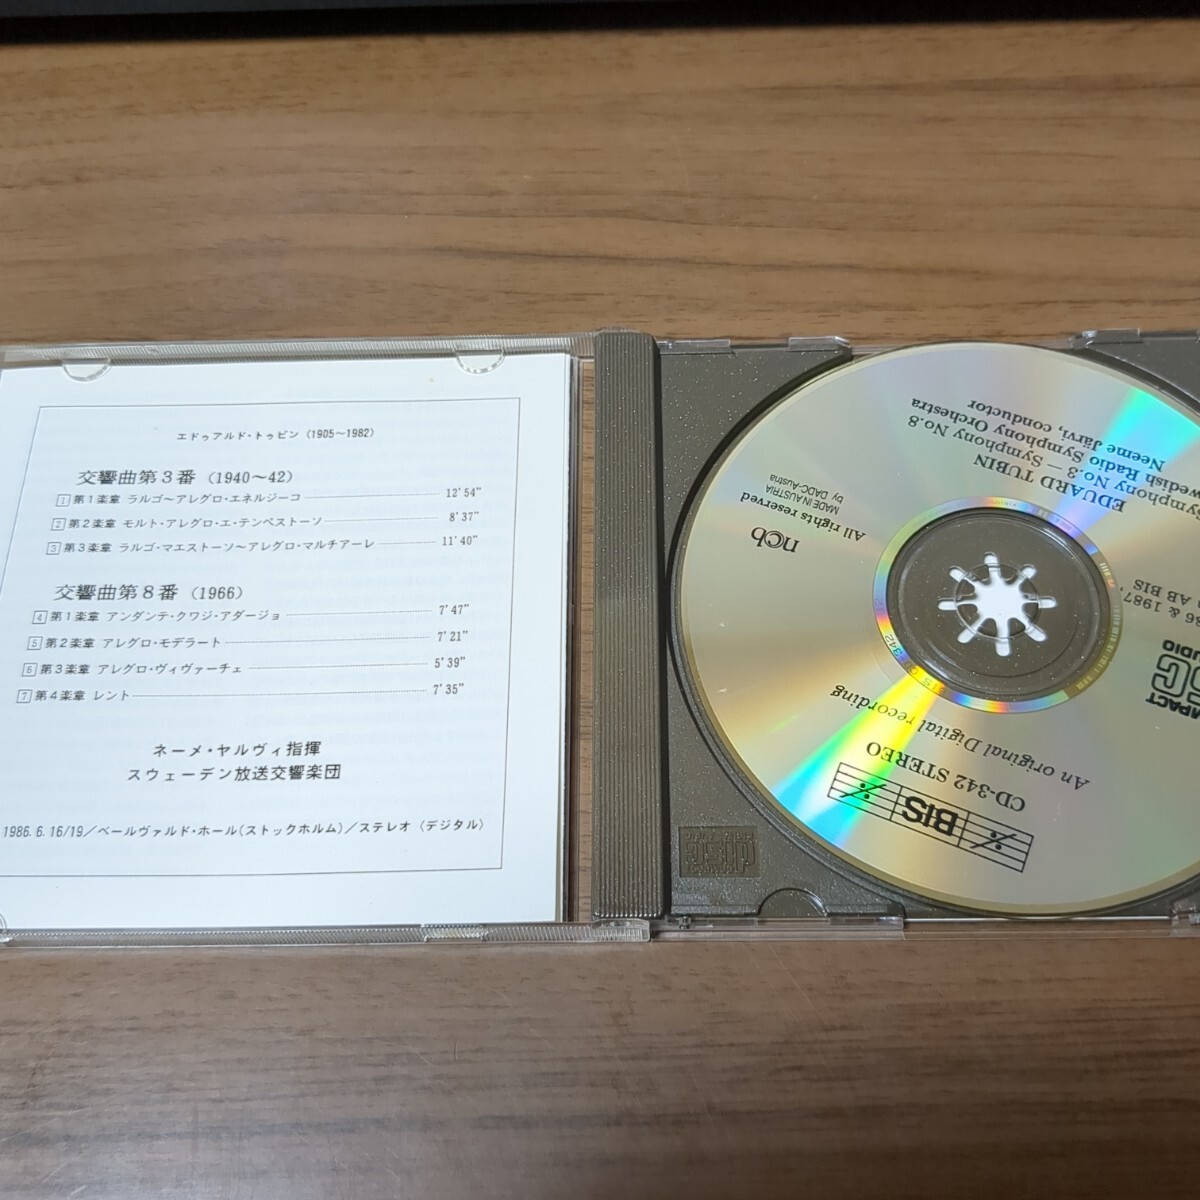 エドゥアルド・トゥビン (1905〜1982)
交響曲第3番 (1940〜42)
1 第1楽章 ラルゴ〜アレグロ・エネルジーコ 12'54"
2 第2楽章 モルト・アレグロ・エ・テンペストーソ 8'37"
3 第3楽章 ラルゴ・マエストーソ〜アレグロ・マルチアーレ 11'40"
交響曲第8番 (1966)
4 第1楽章 アンダンテ・クワジ・アダージョ 7'47"
5 第2楽章 アレグロ・モデラート 7'21"
6 第3楽章 アレグロ・ヴィヴァーチェ 5'39"
7 第4楽章 レント 7'35"
ネーメ・ヤルヴィ指揮
スウェーデン放送交響楽団
1986. 6. 16/19/ベールヴァルド・ホール(ストックホルム)/ステレオ (デジタル)
BIS
CD-342 STEREO
An original Digital recording
36 & 1987
AB BIS
ncb
All rights reserved
MADE IN AUSTRIA
by DADC-Austria
EDUARD TUBIN
Symphony No.3 — Symphony No.8
wedish Radio Symphony Orchestra
Neeme Järvi, conductor
disc